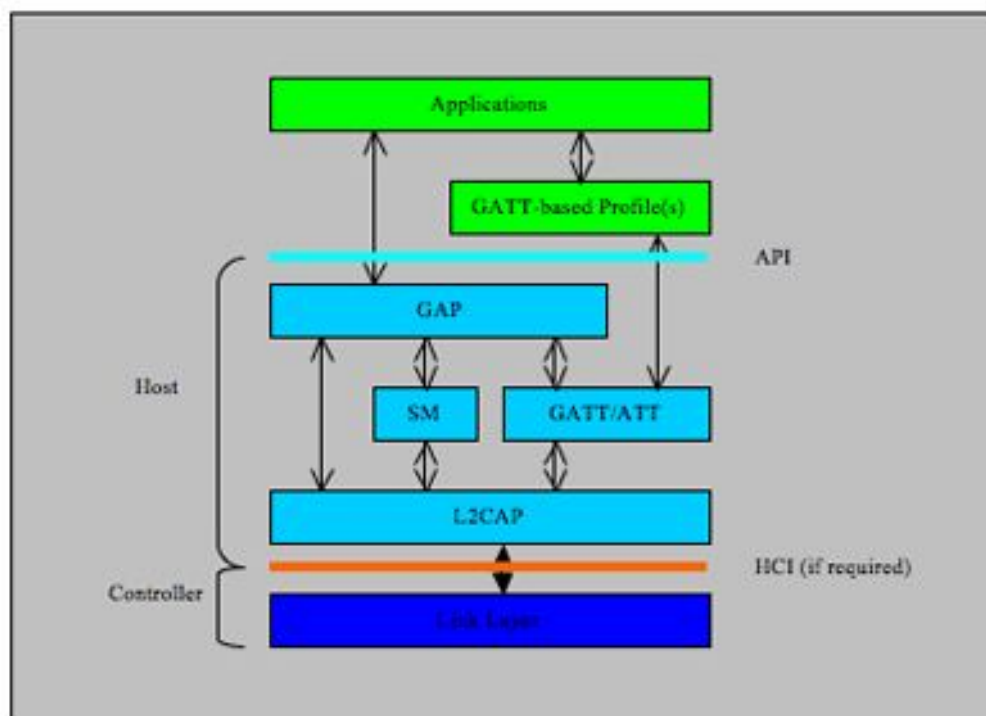 Applications
GATT-based Profile(s)
API
GAP
Host
SM
GATT/ATT
L2CAP
HCI (if required)
Controller
Link Layer